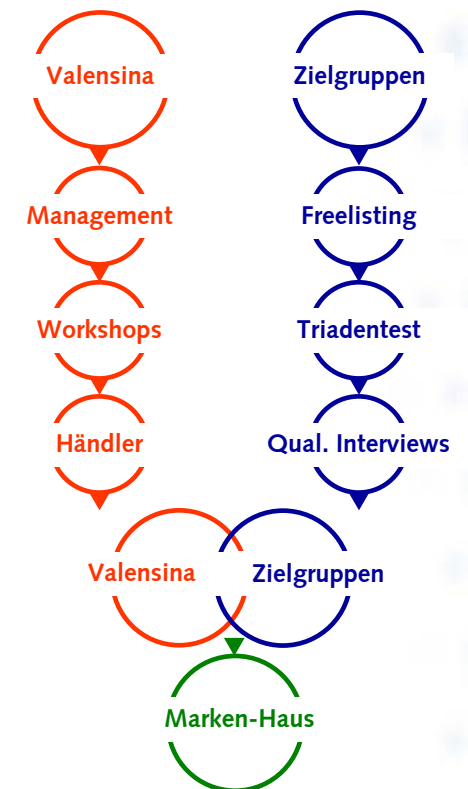 Valensina
Zielgruppen
Management
Freelisting
Workshops
Triadentest
Händler
Qual. Interviews
Valensina
Zielgruppen
Marken-Haus